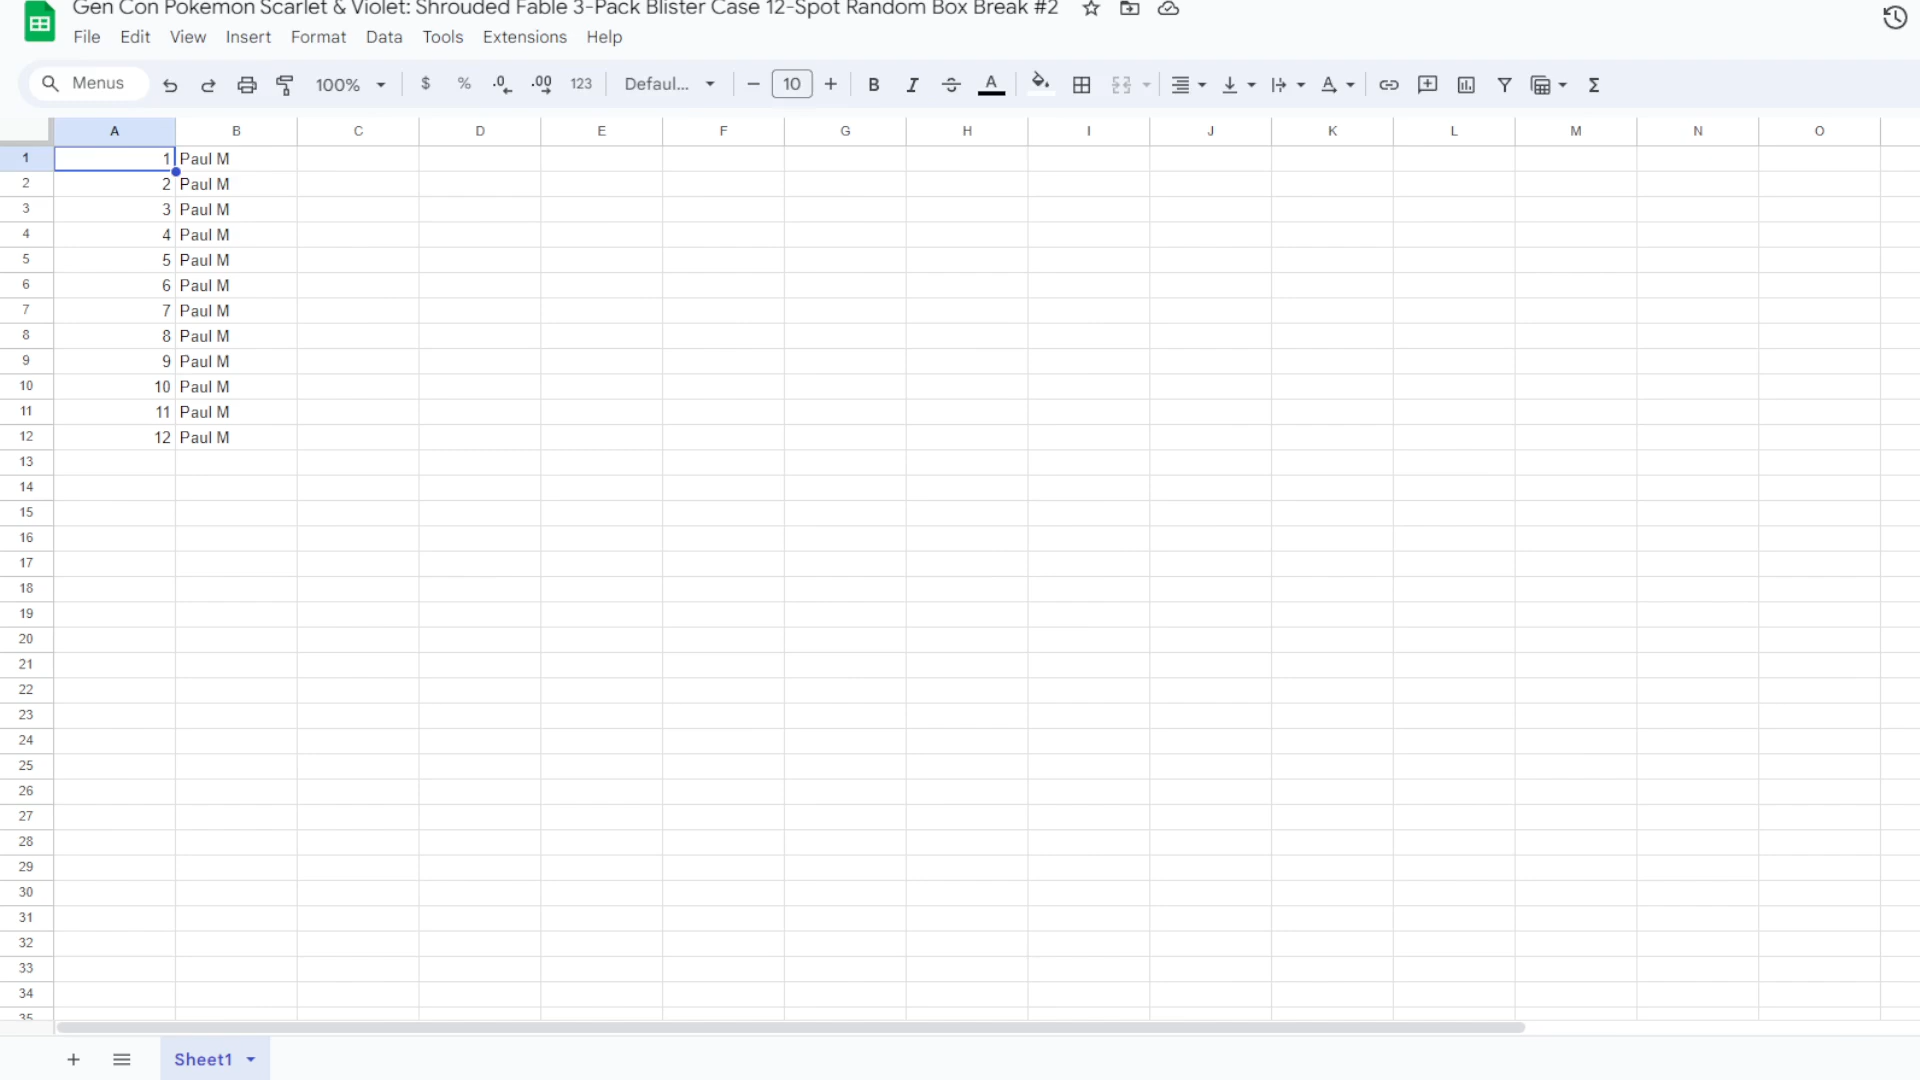 Gen Con Pokemon Scarlet & Violet: Shrouded Fable 3-Pack Blister Case 12-Spot Random Box Break #2
File Edit View Insert Format Data Tools Extensions Help
Menus 100% $ % .0 .00 123 Defaul... 10 B I A Σ
A B C D E F G H I J K L M N O
1 1 Paul M
2 2 Paul M
3 3 Paul M
4 4 Paul M
5 5 Paul M
6 6 Paul M
7 7 Paul M
8 8 Paul M
9 9 Paul M
10 10 Paul M
11 11 Paul M
12 12 Paul M
13
14
15
16
17
18
19
20
21
22
23
24
25
26
27
28
29
30
31
32
33
34
35
Sheet1